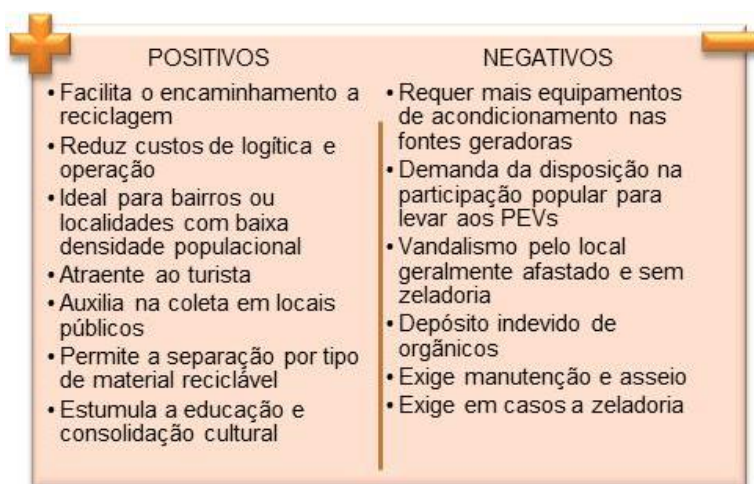 POSITIVOS
• Facilita o encaminhamento a
reciclagem
• Reduz custos de logítica e
operação
• Ideal para bairros ou
localidades com baixa
densidade populacional
• Atraente ao turista
• Auxilia na coleta em locais
públicos
• Permite a separação por tipo
de material reciclável
• Estumula a educação e
consolidação cultural
NEGATIVOS
• Requer mais equipamentos
de acondicionamento nas
fontes geradoras
• Demanda da disposição na
participação popular para
levar aos PEVs
• Vandalismo pelo local
geralmente afastado e sem
zeladoria
• Depósito indevido de
orgãnicos
• Exige manutenção e asseio
• Exige em casos a zeladoria